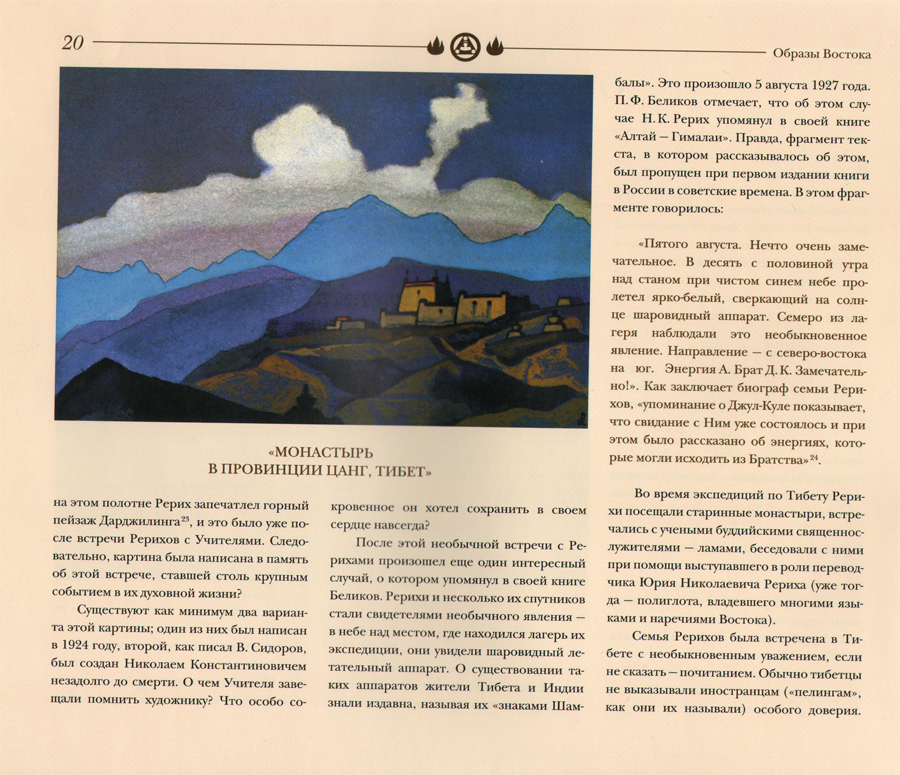 20
Образы Востока
«МОНАСТЫРЬ
В ПРОВИНЦИИ ЦАНГ, ТИБЕТ»
на этом полотне Рерих запечатлел горный
пейзаж Дарджилинга²³, и это было уже по-
сле встречи Рерихов с Учителями. Следо-
вательно, картина была написана в память
об этой встрече, ставшей столь крупным
событием в их духовной жизни?
Существуют как минимум два вариан-
та этой картины; один из них был написан
в 1924 году, второй, как писал В. Сидоров,
был создан Николаем Константиновичем
незадолго до смерти. О чем Учителя заве-
щали помнить художнику? Что особо со-
кровенное он хотел сохранить в своем
сердце навсегда?
После этой необычной встречи с Ре-
рихами произошел еще один интересный
случай, о котором упомянул в своей книге
Беликов. Рерихи и несколько их спутников
стали свидетелями необычного явления –
в небе над местом, где находился лагерь их
экспедиции, они увидели шаровидный ле-
тательный аппарат. О существовании та-
ких аппаратов жители Тибета и Индии
знали издавна, называя их «знаками Шам-
балы». Это произошло 5 августа 1927 года.
П. Ф. Беликов отмечает, что об этом слу-
чае Н. К. Рерих упомянул в своей книге
«Алтай – Гималаи». Правда, фрагмент тек-
ста, в котором рассказывалось об этом,
был пропущен при первом издании книги
в России в советские времена. В этом фраг-
менте говорилось:
«Пятого августа. Нечто очень заме-
чательное. В десять с половиной утра
над станом при чистом синем небе про-
летел ярко-белый, сверкающий на солн-
це шаровидный аппарат. Семеро из ла-
геря наблюдали это необыкновенное
явление. Направление – с северо-востока
на юг. Энергия А. Брат Д. К. Замечатель-
но!». Как заключает биограф семьи Рери-
хов, «упоминание о Джул-Куле показывает,
что свидание с Ним уже состоялось и при
этом было рассказано об энергиях, кото-
рые могли исходить из Братства»²⁴.
Во время экспедиций по Тибету Рери-
хи посещали старинные монастыри, встре-
чались с учеными буддийскими священнос-
лужителями – ламами, беседовали с ними
при помощи выступавшего в роли перевод-
чика Юрия Николаевича Рериха (уже тог-
да – полиглота, владевшего многими язы-
ками и наречиями Востока).
Семья Рерихов была встречена в Ти-
бете с необыкновенным уважением, если
не сказать – почитанием. Обычно тибетцы
не выказывали иностранцам («пелингам»,
как они их называли) особого доверия.